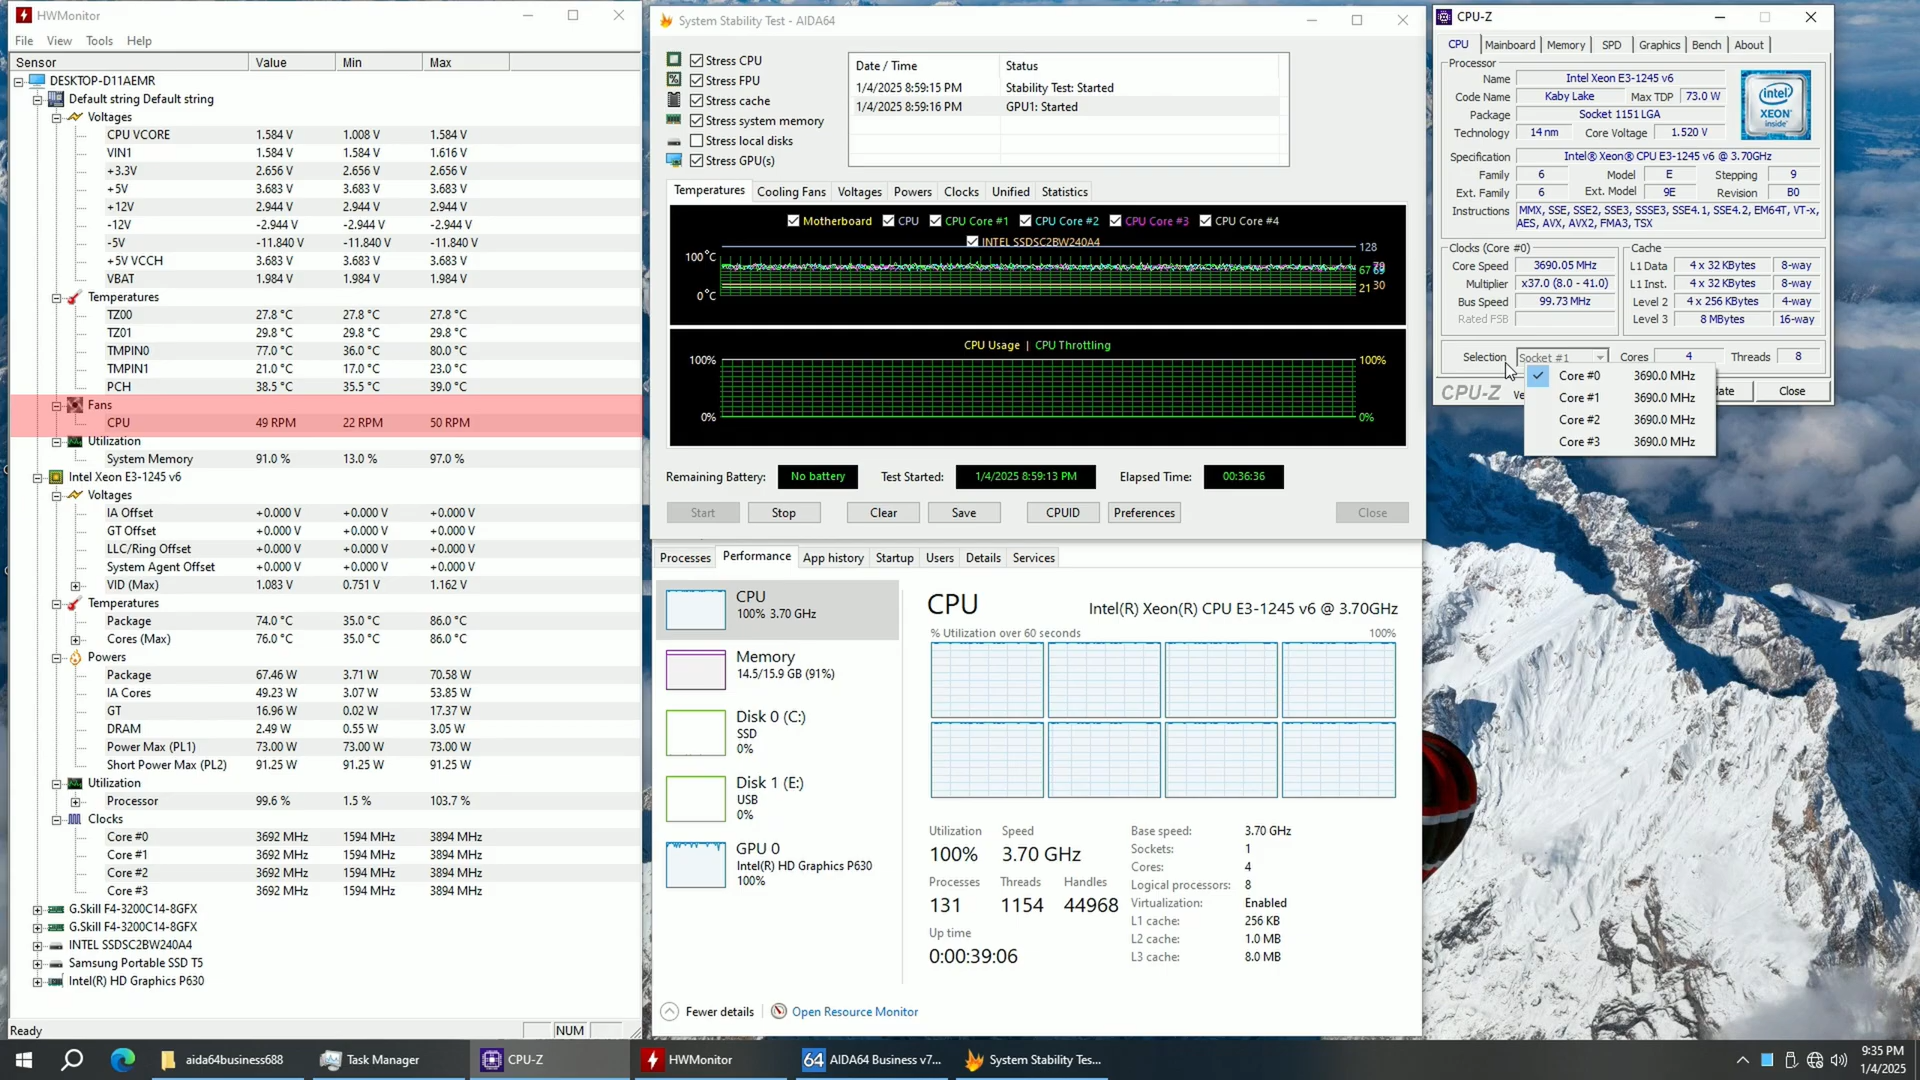 HWMonitor
File View Tools Help
Sensor Value Min Max
DESKTOP-D11AEMR
Default string Default string
Voltages
CPU VCORE 1.584 V 1.008 V 1.584 V
VIN1 1.584 V 1.584 V 1.616 V
+3.3V 2.656 V 2.656 V 2.656 V
+5V 3.683 V 3.683 V 3.683 V
+12V 2.944 V 2.944 V 2.944 V
-12V -2.944 V -2.944 V -2.944 V
-5V -11.840 V -11.840 V -11.840 V
+5V VCCH 3.683 V 3.683 V 3.683 V
VBAT 1.984 V 1.984 V 1.984 V
Temperatures
TZ00 27.8 °C 27.8 °C 27.8 °C
TZ01 29.8 °C 29.8 °C 29.8 °C
TMPIN0 77.0 °C 36.0 °C 80.0 °C
TMPIN1 21.0 °C 17.0 °C 23.0 °C
PCH 38.5 °C 35.5 °C 39.0 °C
Fans
CPU 49 RPM 22 RPM 50 RPM
Utilization
System Memory 91.0 % 13.0 % 97.0 %
Intel Xeon E3-1245 v6
Voltages
IA Offset +0.000 V +0.000 V +0.000 V
GT Offset +0.000 V +0.000 V +0.000 V
LLC/Ring Offset +0.000 V +0.000 V +0.000 V
System Agent Offset +0.000 V +0.000 V +0.000 V
VID (Max) 1.083 V 0.751 V 1.162 V
Temperatures
Package 74.0 °C 35.0 °C 86.0 °C
Cores (Max) 76.0 °C 35.0 °C 86.0 °C
Powers
Package 67.46 W 3.71 W 70.58 W
IA Cores 49.23 W 3.07 W 53.85 W
GT 16.96 W 0.02 W 17.37 W
DRAM 2.49 W 0.55 W 3.05 W
Power Max (PL1) 73.00 W 73.00 W 73.00 W
Short Power Max (PL2) 91.25 W 91.25 W 91.25 W
Utilization
Processor 99.6 % 1.5 % 103.7 %
Clocks
Core #0 3692 MHz 1594 MHz 3894 MHz
Core #1 3692 MHz 1594 MHz 3894 MHz
Core #2 3692 MHz 1594 MHz 3894 MHz
Core #3 3692 MHz 1594 MHz 3894 MHz
G.Skill F4-3200C14-8GFX
G.Skill F4-3200C14-8GFX
INTEL SSDSC2BW240A4
Samsung Portable SSD T5
Intel(R) HD Graphics P630
Ready NUM
System Stability Test - AIDA64
Stress CPU
Stress FPU
Stress cache
Stress system memory
Stress local disks
Stress GPU(s)
Date / Time Status
1/4/2025 8:59:15 PM Stability Test: Started
1/4/2025 8:59:16 PM GPU1: Started
Temperatures Cooling Fans Voltages Powers Clocks Unified Statistics
Motherboard CPU CPU Core #1 CPU Core #2 CPU Core #3 CPU Core #4
INTEL SSDSC2BW240A4
128
100°C
67
21 30
0°C
CPU Usage | CPU Throttling
100% 100%
0% 0%
Remaining Battery: No battery Test Started: 1/4/2025 8:59:13 PM Elapsed Time: 00:36:36
Start Stop Clear Save CPUID Preferences Close
Processes Performance App history Startup Users Details Services
CPU
100% 3.70 GHz
Memory
14.5/15.9 GB (91%)
Disk 0 (C:)
SSD
0%
Disk 1 (E:)
USB
0%
GPU 0
Intel(R) HD Graphics P630
100%
CPU Intel(R) Xeon(R) CPU E3-1245 v6 @ 3.70GHz
% Utilization over 60 seconds 100%
Utilization Speed
100% 3.70 GHz
Processes Threads Handles
131 1154 44968
Up time
0:00:39:06
Base speed: 3.70 GHz
Sockets: 1
Cores: 4
Logical processors: 8
Virtualization: Enabled
L1 cache: 256 KB
L2 cache: 1.0 MB
L3 cache: 8.0 MB
Fewer details Open Resource Monitor
CPU-Z
CPU Mainboard Memory SPD Graphics Bench About
Processor
Name Intel Xeon E3-1245 v6
Code Name Kaby Lake Max TDP 73.0 W
Package Socket 1151 LGA
Technology 14 nm Core Voltage 1.520 V
intel XEON inside
Specification Intel® Xeon® CPU E3-1245 v6 @ 3.70GHz
Family 6 Model E Stepping 9
Ext. Family 6 Ext. Model 9E Revision B0
Instructions MMX, SSE, SSE2, SSE3, SSSE3, SSE4.1, SSE4.2, EM64T, VT-x,
AES, AVX, AVX2, FMA3, TSX
Clocks (Core #0)
Core Speed 3690.05 MHz
Multiplier x37.0 (8.0 - 41.0)
Bus Speed 99.73 MHz
Rated FSB
Cache
L1 Data 4 x 32 KBytes 8-way
L1 Inst. 4 x 32 KBytes 8-way
Level 2 4 x 256 KBytes 4-way
Level 3 8 MBytes 16-way
Selection Socket #1 Cores 4 Threads 8
CPU-Z Ve date Close
Core #0 3690.0 MHz
Core #1 3690.0 MHz
Core #2 3690.0 MHz
Core #3 3690.0 MHz
aida64business688 Task Manager CPU-Z HWMonitor 64 AIDA64 Business v7... System Stability Tes...
9:35 PM
1/4/2025